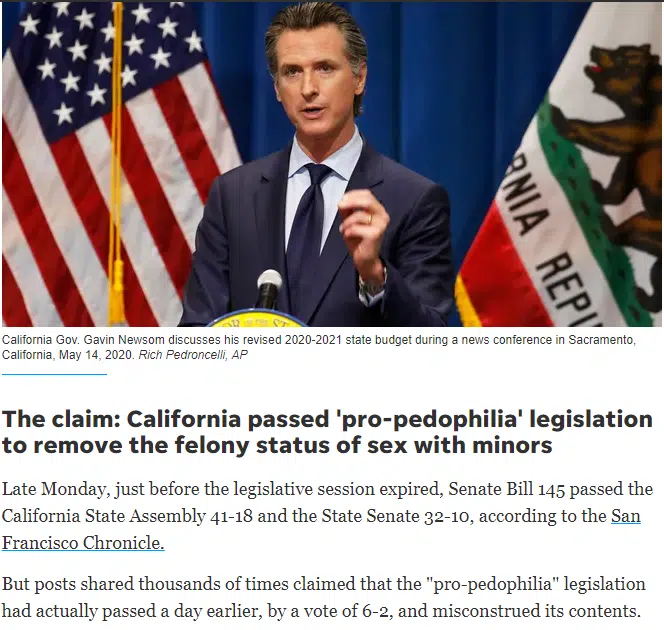 RNIA REPU
OR OF THE ST
California Gov. Gavin Newsom discusses his revised 2020-2021 state budget during a news conference in Sacramento,
California, May 14, 2020. Rich Pedroncelli, AP
The claim: California passed 'pro-pedophilia' legislation
to remove the felony status of sex with minors
Late Monday, just before the legislative session expired, Senate Bill 145 passed the
California State Assembly 41-18 and the State Senate 32-10, according to the San
Francisco Chronicle.
But posts shared thousands of times claimed that the "pro-pedophilia" legislation
had actually passed a day earlier, by a vote of 6-2, and misconstrued its contents.